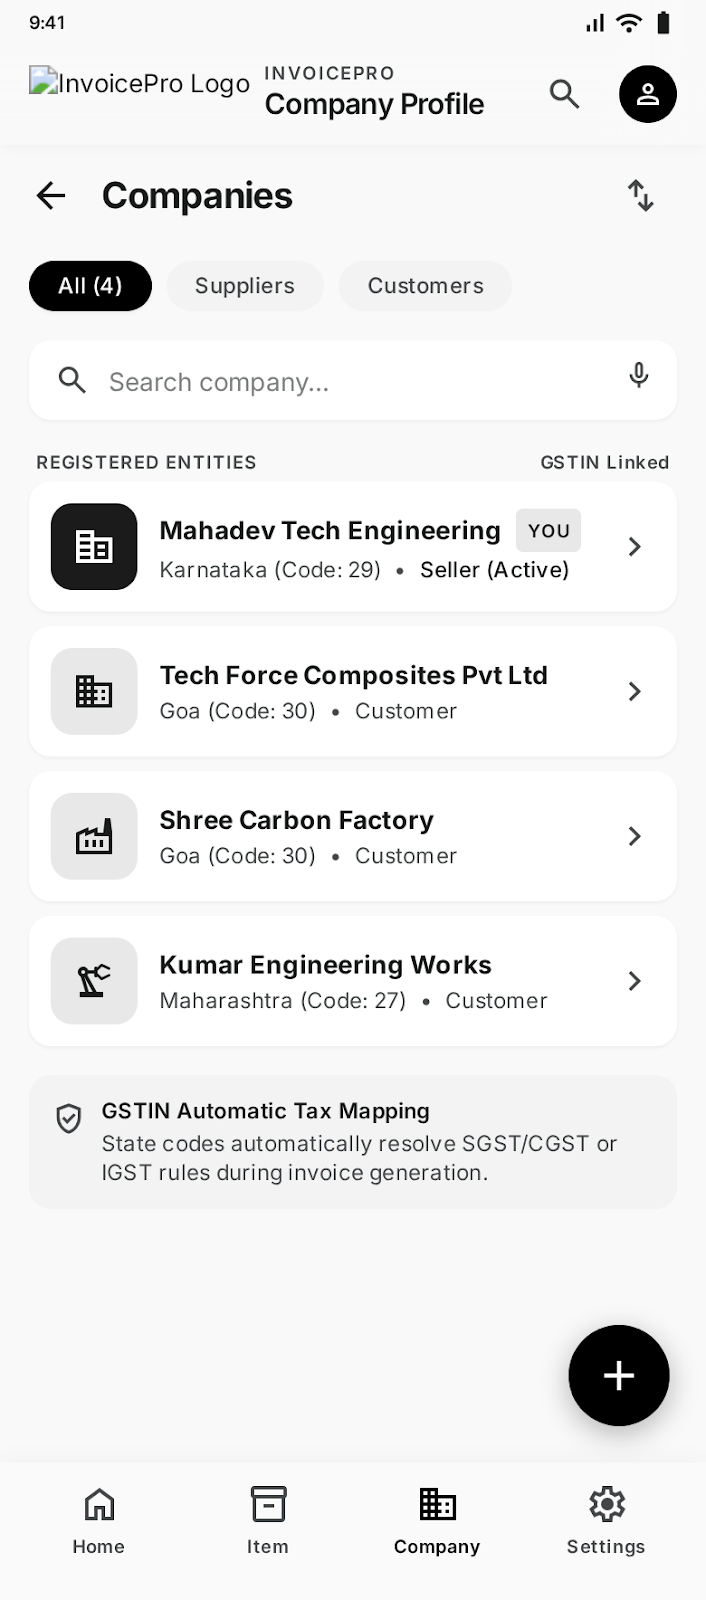 9:41
InvoicePro Logo
INVOICEPRO
Company Profile
Companies
All (4)
Suppliers
Customers
Search company...
REGISTERED ENTITIES
GSTIN Linked
Mahadev Tech Engineering YOU
Karnataka (Code: 29) • Seller (Active)
Tech Force Composites Pvt Ltd
Goa (Code: 30) • Customer
Shree Carbon Factory
Goa (Code: 30) • Customer
Kumar Engineering Works
Maharashtra (Code: 27) • Customer
GSTIN Automatic Tax Mapping
State codes automatically resolve SGST/CGST or
IGST rules during invoice generation.
Home
Item
Company
Settings